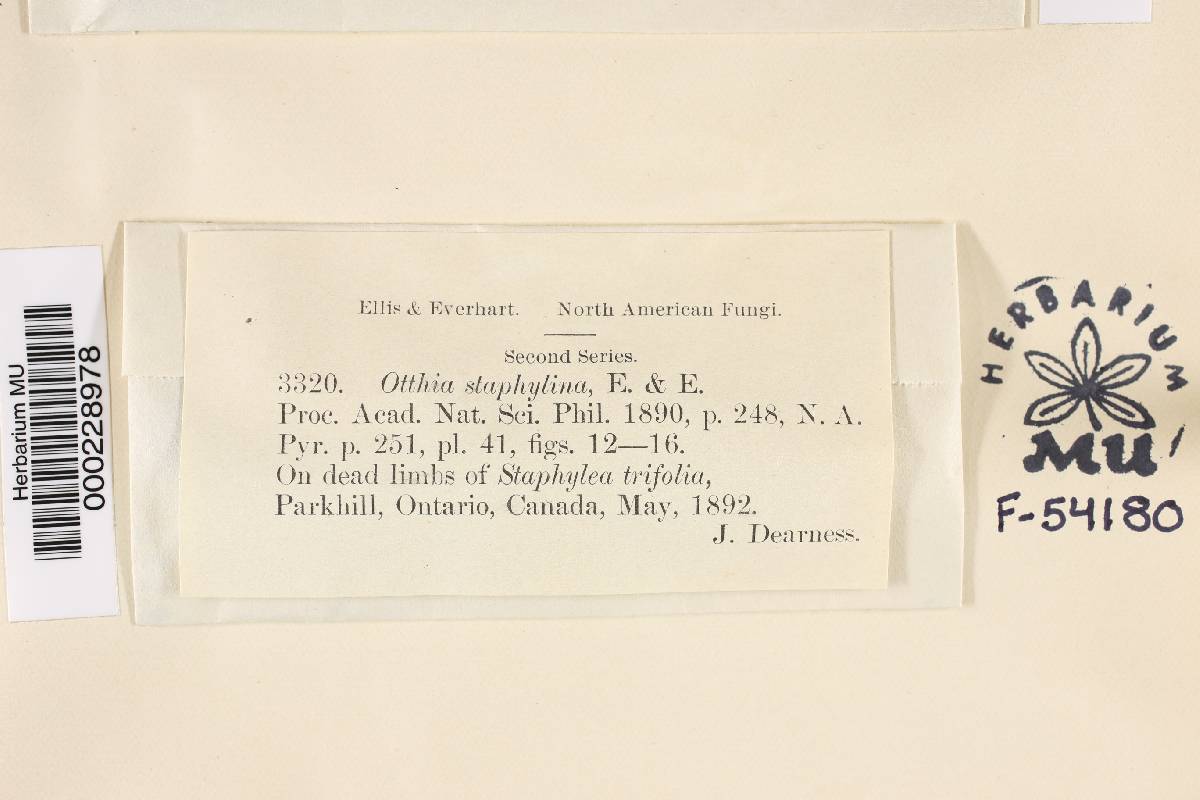 Ellis & Everhart. North American Fungi.
Second Series.
3320. Otthia staphylina, E. & E.
Proc. Acad. Nat. Sci. Phil. 1890, p. 248, N. A.
Pyr. p. 251, pl. 41, figs. 12—16.
On dead limbs of Staphylea trifolia,
Parkhill, Ontario, Canada, May, 1892.
J. Dearness.
Herbarium MU
000228978
HERBARIUM
MU
F-54180